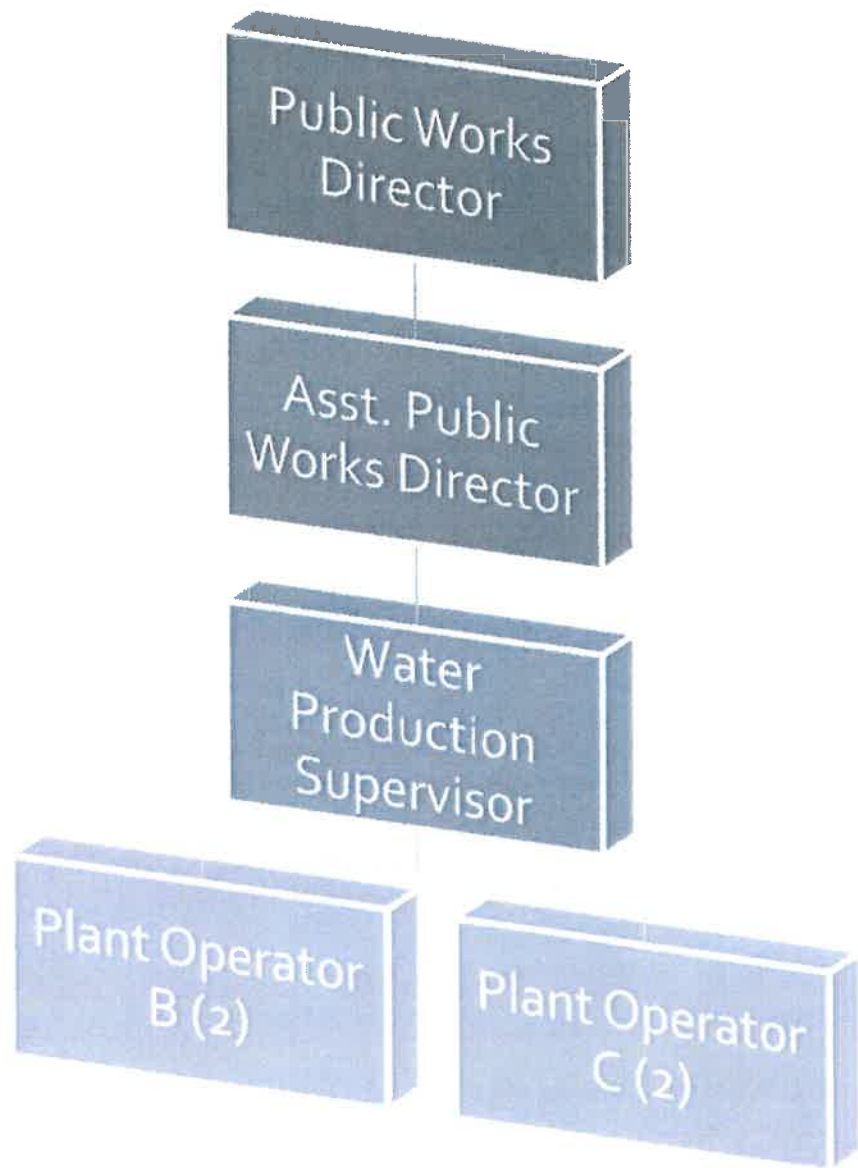 Public Works
Director
Asst. Public
Works Director
Water
Production
Supervisor
Plant Operator
B (2)
Plant Operator
C (2)